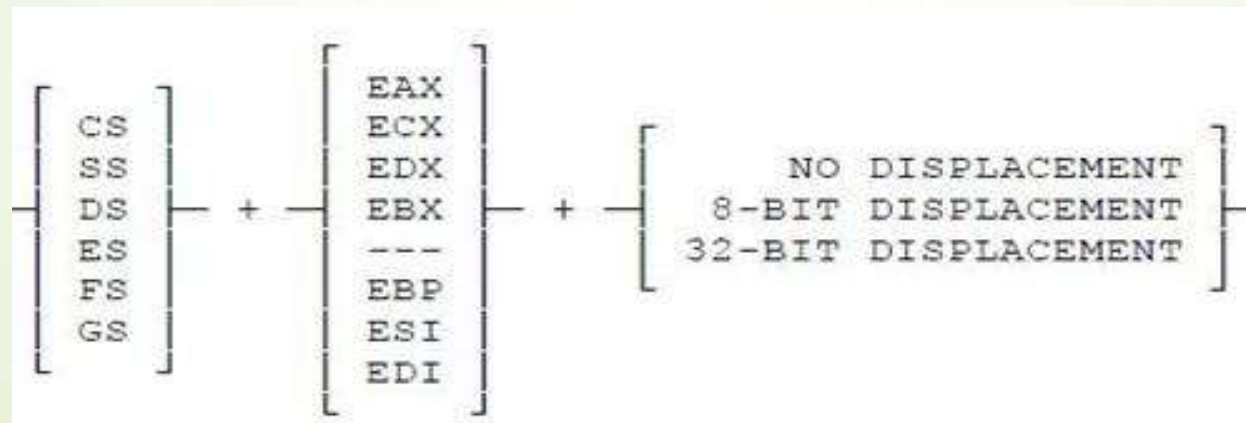 CS
SS
DS
ES
FS
GS
+
EAX
ECX
EDX
EBX
---
EBP
ESI
EDI
+
NO DISPLACEMENT
8-BIT DISPLACEMENT
32-BIT DISPLACEMENT